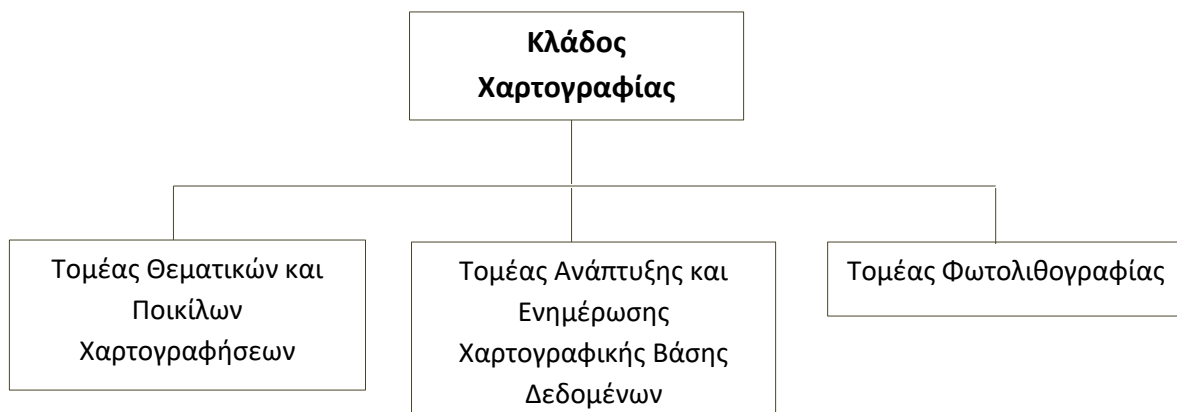 Κλάδος
Χαρτογραφίας
Τομέας Θεματικών και
Ποικίλων
Χαρτογραφήσεων
Τομέας Ανάπτυξης και
Ενημέρωσης
Χαρτογραφικής Βάσης
Δεδομένων
Τομέας Φωτολιθογραφίας